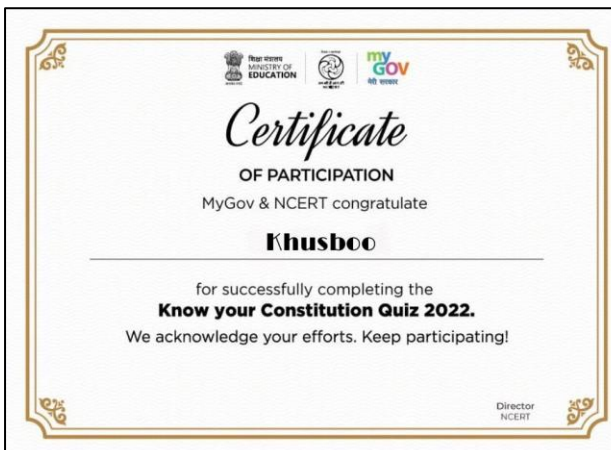 शिक्षा मंत्रालय
MINISTRY OF
EDUCATION
my
GOV
मेरी सरकार
Certificate
OF PARTICIPATION
MyGov & NCERT congratulate
Khusboo
for successfully completing the
Know your Constitution Quiz 2022.
We acknowledge your efforts. Keep participating!
Director
NCERT